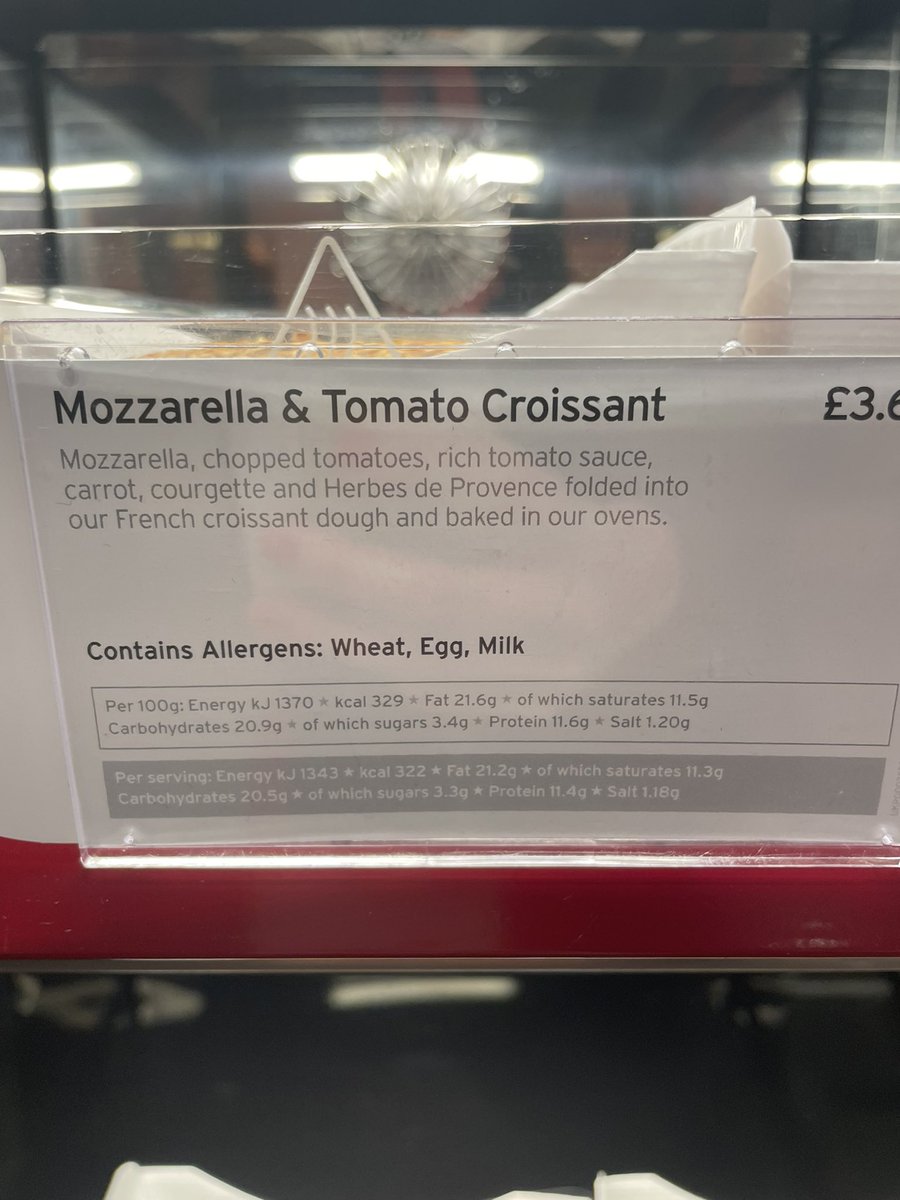 Mozzarella & Tomato Croissant £3.6
Mozzarella, chopped tomatoes, rich tomato sauce,
carrot, courgette and Herbes de Provence folded into
our French croissant dough and baked in our ovens.
Contains Allergens: Wheat, Egg, Milk
Per 100g: Energy kJ 1370 ★ kcal 329 ★ Fat 21.6g ★ of which saturates 11.5g
Carbohydrates 20.9g ★ of which sugars 3.4g ★ Protein 11.6g ★ Salt 1.20g
Per serving: Energy kJ 1343 ★ kcal 322 ★ Fat 21.2g ★ of which saturates 11.3g
Carbohydrates 20.5g ★ of which sugars 3.3g ★ Protein 11.4g ★ Salt 1.18g